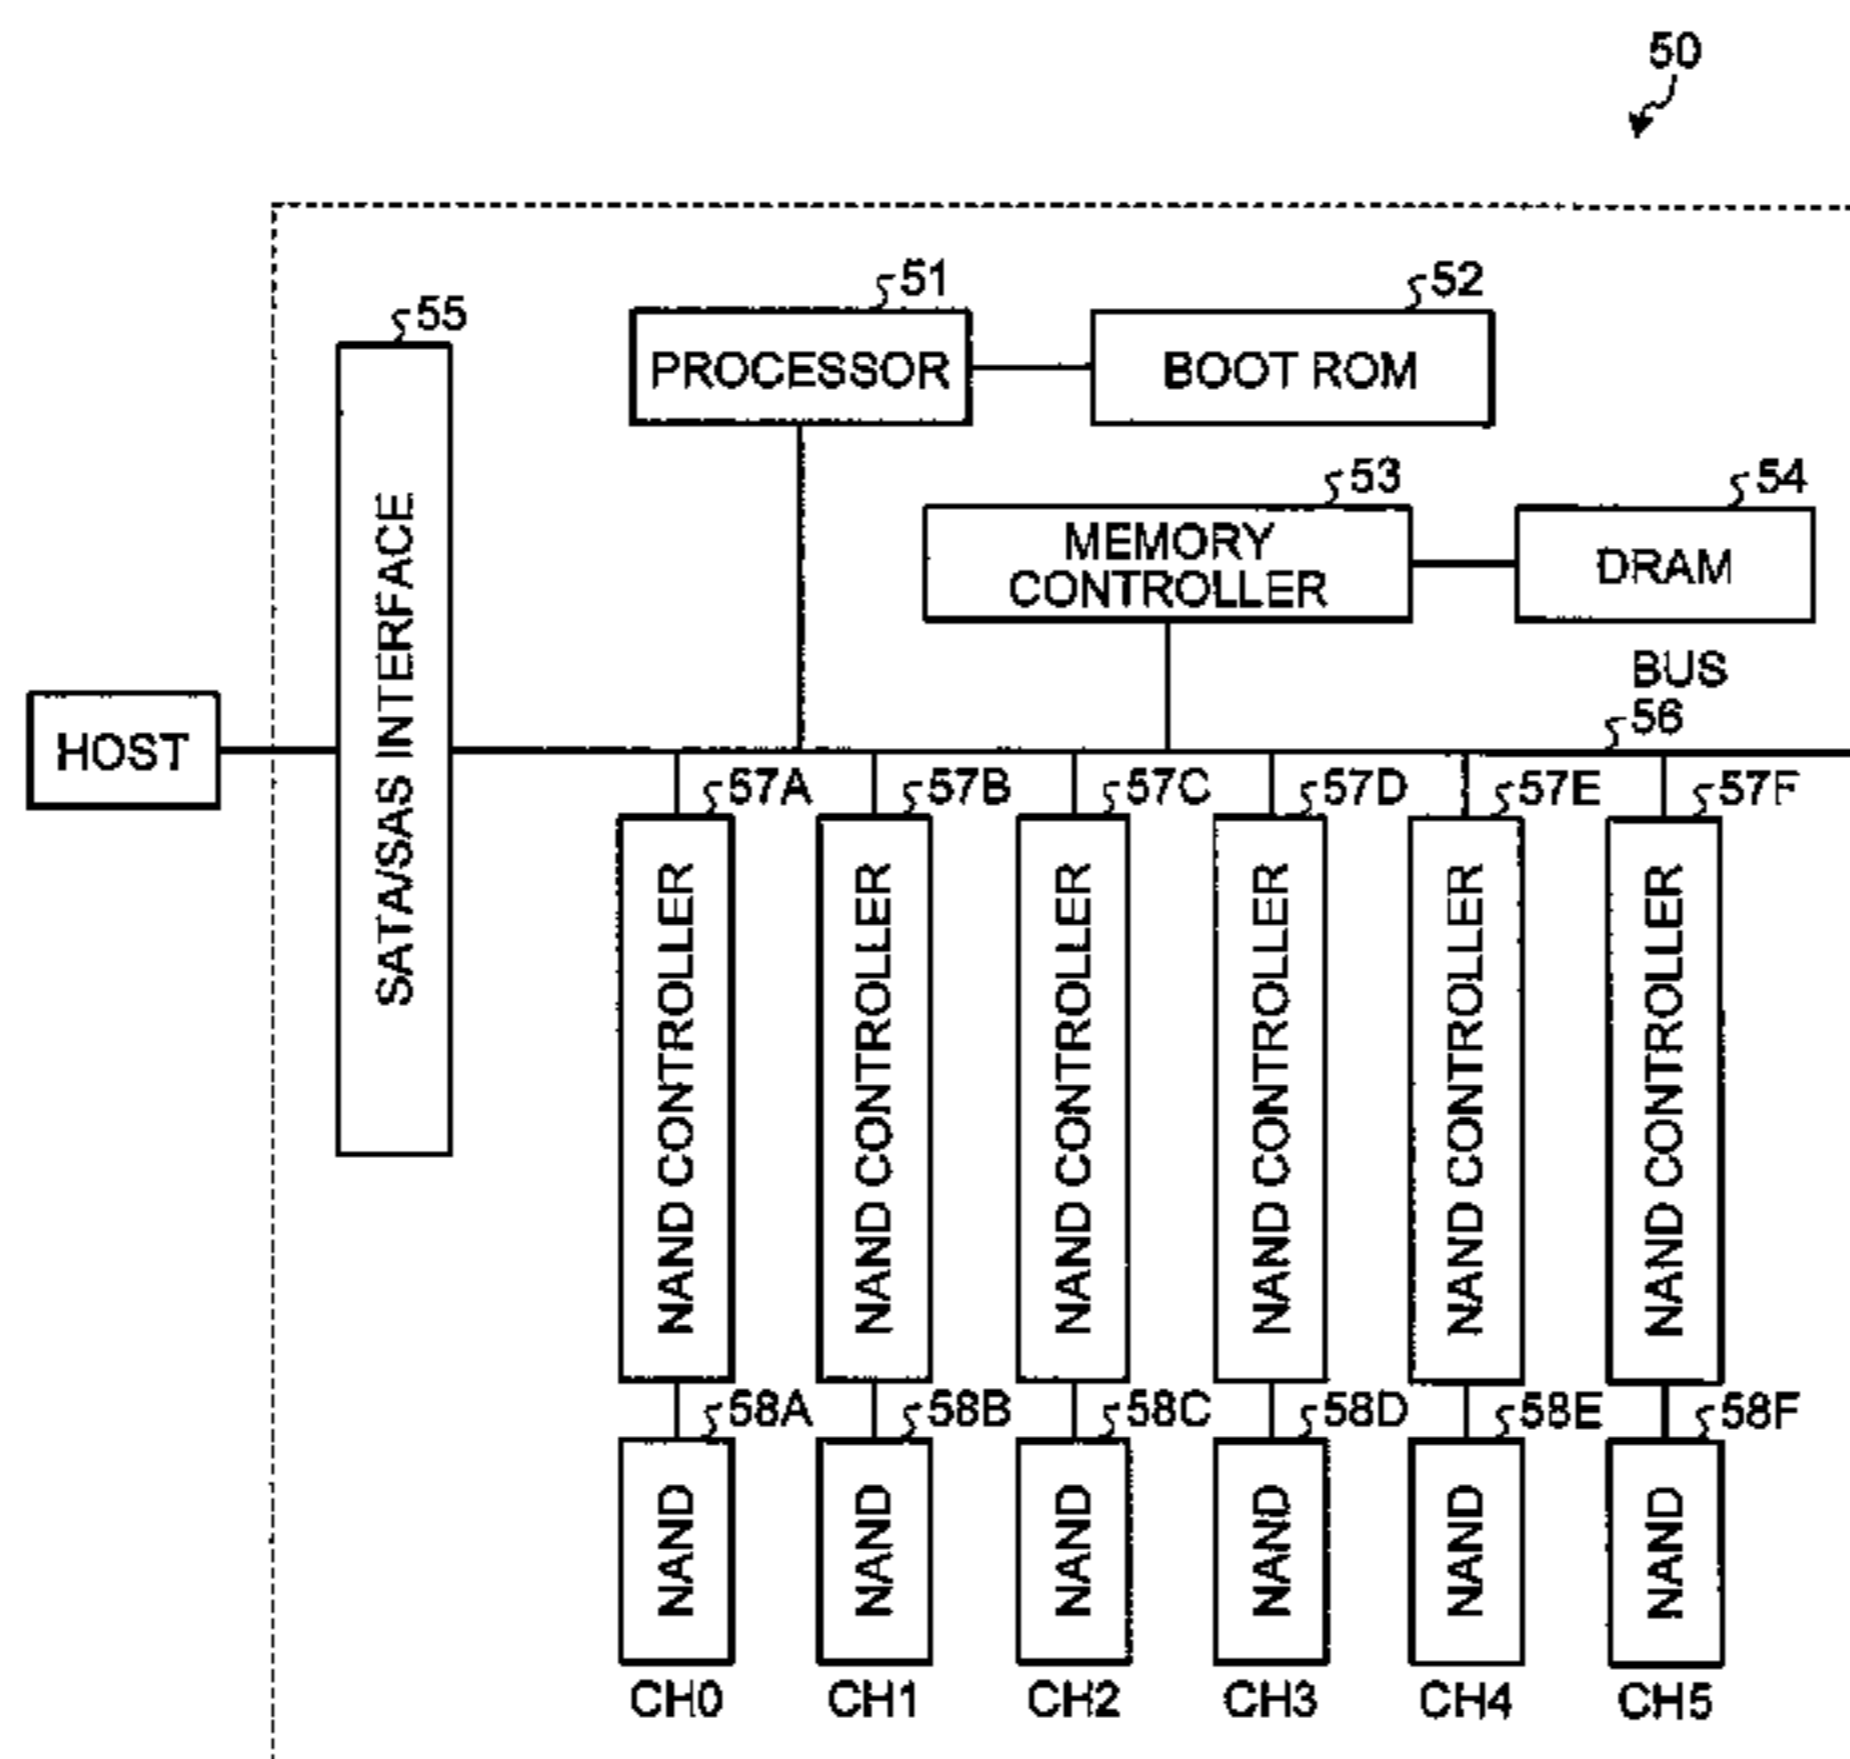 50
51
52
55
PROCESSOR
BOOT ROM
53
54
MEMORY
CONTROLLER
DRAM
SATA/SAS INTERFACE
BUS
56
HOST
57A
57B
57C
57D
57E
57F
NAND CONTROLLER
NAND CONTROLLER
NAND CONTROLLER
NAND CONTROLLER
NAND CONTROLLER
NAND CONTROLLER
58A
58B
58C
58D
58E
58F
NAND
NAND
NAND
NAND
NAND
NAND
CH0
CH1
CH2
CH3
CH4
CH5